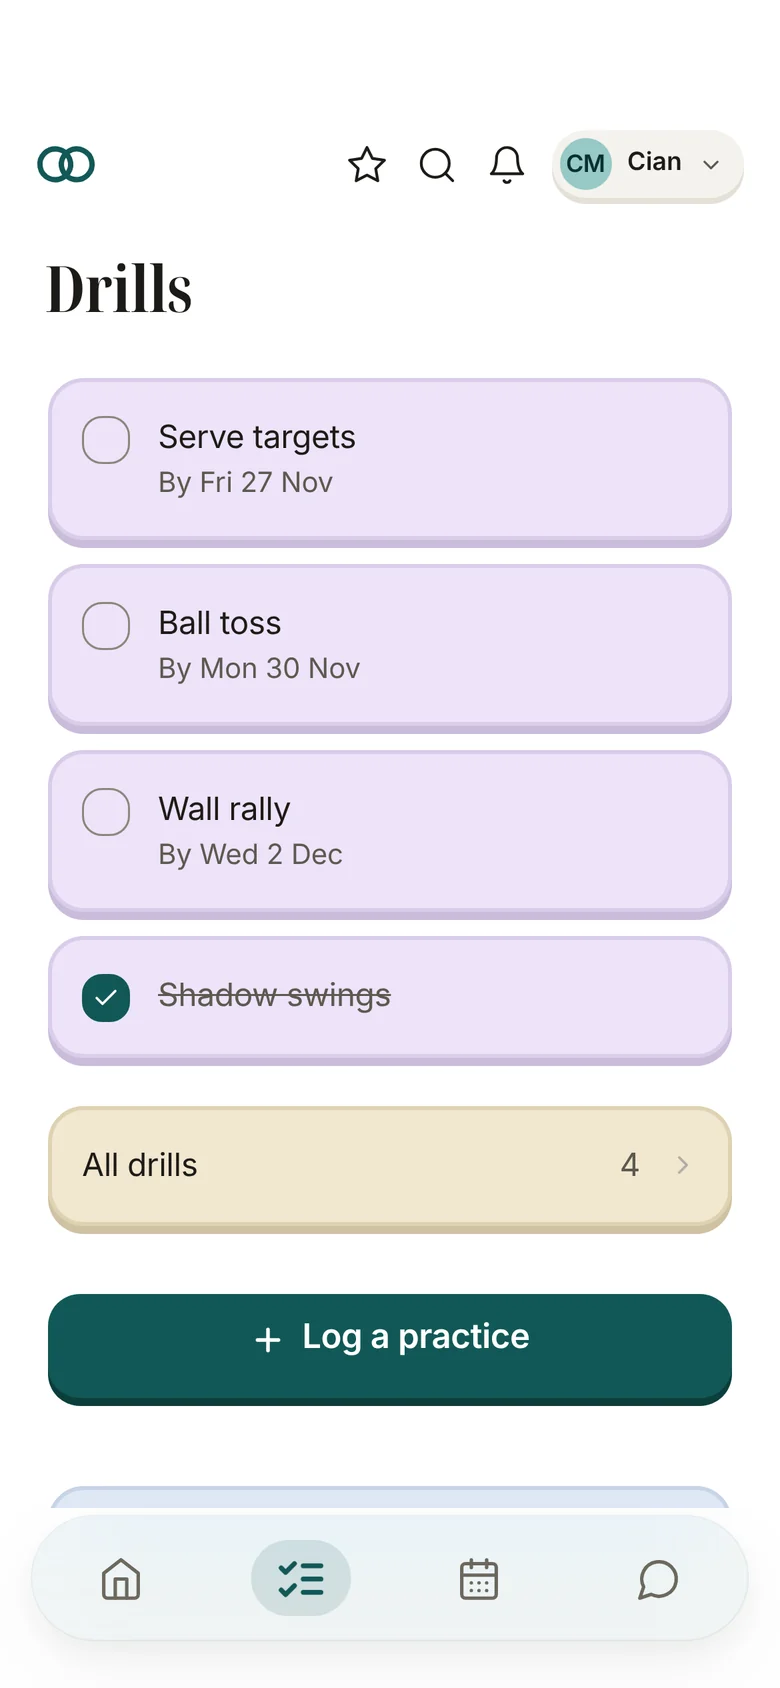 CM Cian
Drills
Serve targets
By Fri 27 Nov
Ball toss
By Mon 30 Nov
Wall rally
By Wed 2 Dec
Shadow swings
All drills 4
+ Log a practice